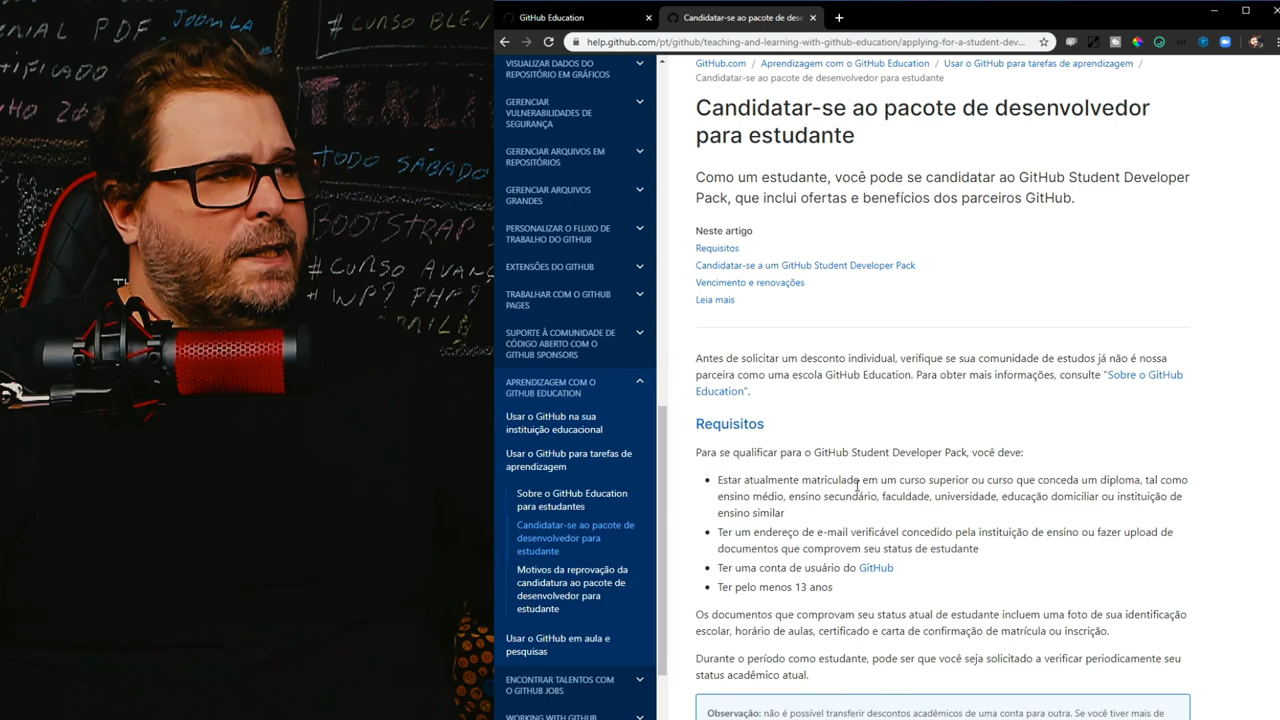 ENIAL PDF
JOOMLA
# CURSO BLEN
TIFICADO
TODO SÁBADO
BOOTSTRAP
# CURSO AVAN
# WP? PHP?
GitHub Education
Candidatar-se ao pacote de dese
help.github.com/pt/github/teaching-and-learning-with-github-education/applying-for-a-student-dev...
VISUALIZAR DADOS DO
REPOSITÓRIO EM GRÁFICOS
GERENCIAR
VULNERABILIDADES DE
SEGURANÇA
GERENCIAR ARQUIVOS EM
REPOSITÓRIOS
GERENCIAR ARQUIVOS
GRANDES
PERSONALIZAR O FLUXO DE
TRABALHO DO GITHUB
EXTENSÕES DO GITHUB
TRABALHAR COM O GITHUB
PAGES
SUPORTE À COMUNIDADE DE
CÓDIGO ABERTO COM O
GITHUB SPONSORS
APRENDIZAGEM COM O
GITHUB EDUCATION
Usar o GitHub na sua
instituição educacional
Usar o GitHub para tarefas de
aprendizagem
Sobre o GitHub Education
para estudantes
Candidatar-se ao pacote de
desenvolvedor para
estudante
Motivos da reprovação da
candidatura ao pacote de
desenvolvedor para
estudante
Usar o GitHub em aula e
pesquisas
ENCONTRAR TALENTOS COM
O GITHUB JOBS
WORKING WITH GITHUB
GitHub.com / Aprendizagem com o GitHub Education / Usar o GitHub para tarefas de aprendizagem /
Candidatar-se ao pacote de desenvolvedor para estudante
Candidatar-se ao pacote de desenvolvedor
para estudante
Como um estudante, você pode se candidatar ao GitHub Student Developer
Pack, que inclui ofertas e benefícios dos parceiros GitHub.
Neste artigo
Requisitos
Candidatar-se a um GitHub Student Developer Pack
Vencimento e renovações
Leia mais
Antes de solicitar um desconto individual, verifique se sua comunidade de estudos já não é nossa
parceira como uma escola GitHub Education. Para obter mais informações, consulte "Sobre o GitHub
Education".
Requisitos
Para se qualificar para o GitHub Student Developer Pack, você deve:
• Estar atualmente matriculado em um curso superior ou curso que conceda um diploma, tal como
ensino médio, ensino secundário, faculdade, universidade, educação domiciliar ou instituição de
ensino similar
• Ter um endereço de e-mail verificável concedido pela instituição de ensino ou fazer upload de
documentos que comprovem seu status de estudante
• Ter uma conta de usuário do GitHub
• Ter pelo menos 13 anos
Os documentos que comprovam seu status atual de estudante incluem uma foto de sua identificação
escolar, horário de aulas, certificado e carta de confirmação de matrícula ou inscrição.
Durante o período como estudante, pode ser que você seja solicitado a verificar periodicamente seu
status acadêmico atual.
Observação: não é possível transferir descontos acadêmicos de uma conta para outra. Se você tiver mais de